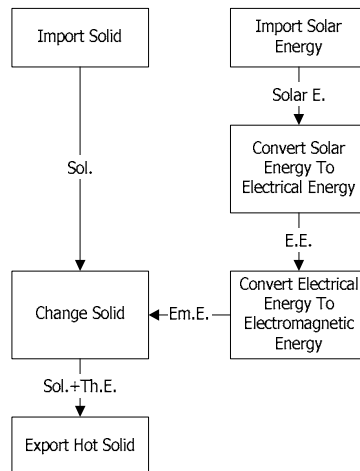 Import Solid
Import Solar
Energy
Solar E.
Convert Solar
Energy To
Electrical Energy
Sol.
E.E.
Change Solid
Em.E.
Convert Electrical
Energy To
Electromagnetic
Energy
Sol.+Th.E.
Export Hot Solid